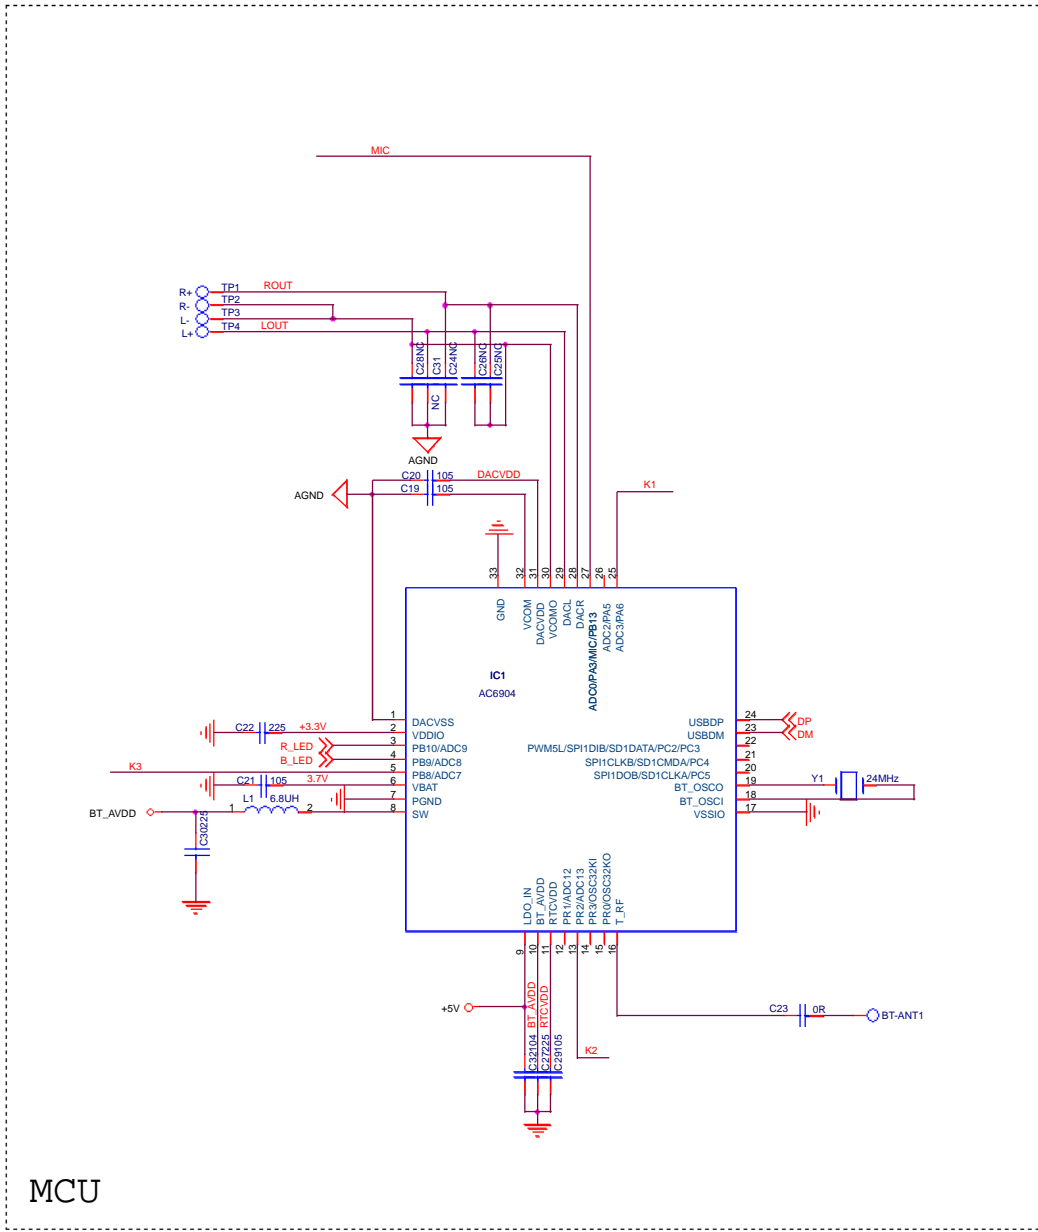 MIC
R+ TP1 ROUT
R- TP2
L- TP3
L+ TP4 LOUT
C28NC
C31
NC
C24NC
C26NC
C25NC
AGND
C20 105 DACVDD
C19 105
AGND
K1
33
32
31
30
29
28
27
26
25
GND
VCOM
DACVDD
VCOMO
DACL
DACR
ADC0/PA3/MIC/PB13
ADC2/PA5
ADC3/PA6
IC1
AC6904
1 DACVSS
C22 225 +3.3V 2 VDDIO
R_LED 3 PB10/ADC9
B_LED 4 PB9/ADC8
K3 5 PB8/ADC7
C21 105 3.7V 6 VBAT
7 PGND
BT_AVDD 1 L1 6.8UH 2 8 SW
C30225
USBDP 24 DP
USBDM 23 DM
PWM5L/SPI1DIB/SD1DATA/PC2/PC3 22
SPI1CLKB/SD1CMDA/PC4 21
SPI1DOB/SD1CLKA/PC5 20
BT_OSCO 19 Y1 24MHz
BT_OSCI 18
VSSIO 17
LDO_IN
BT_AVDD
RTCVDD
PR1/ADC12
PR2/ADC13
PR3/OSC32KI
PR0/OSC32KO
T_RF
9
10
11
12
13
14
15
16
+5V
BT_AVDD
RTCVDD
C32104
C27225
C29105
K2
C23 0R BT-ANT1
MCU